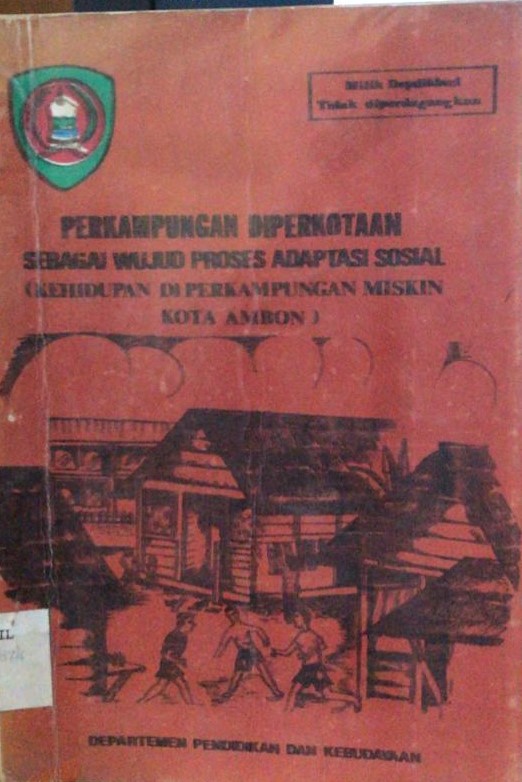 Milik Depdikbud
Tidak diperdagangkan
PERKAMPUNGAN DIPERKOTAAN
SEBAGAI WUJUD PROSES ADAPTASI SOSIAL
(KEHIDUPAN DI PERKAMPUNGAN MISKIN
KOTA AMBON )
DEPARTEMEN PENDIDIKAN DAN KEBUDAYAAN